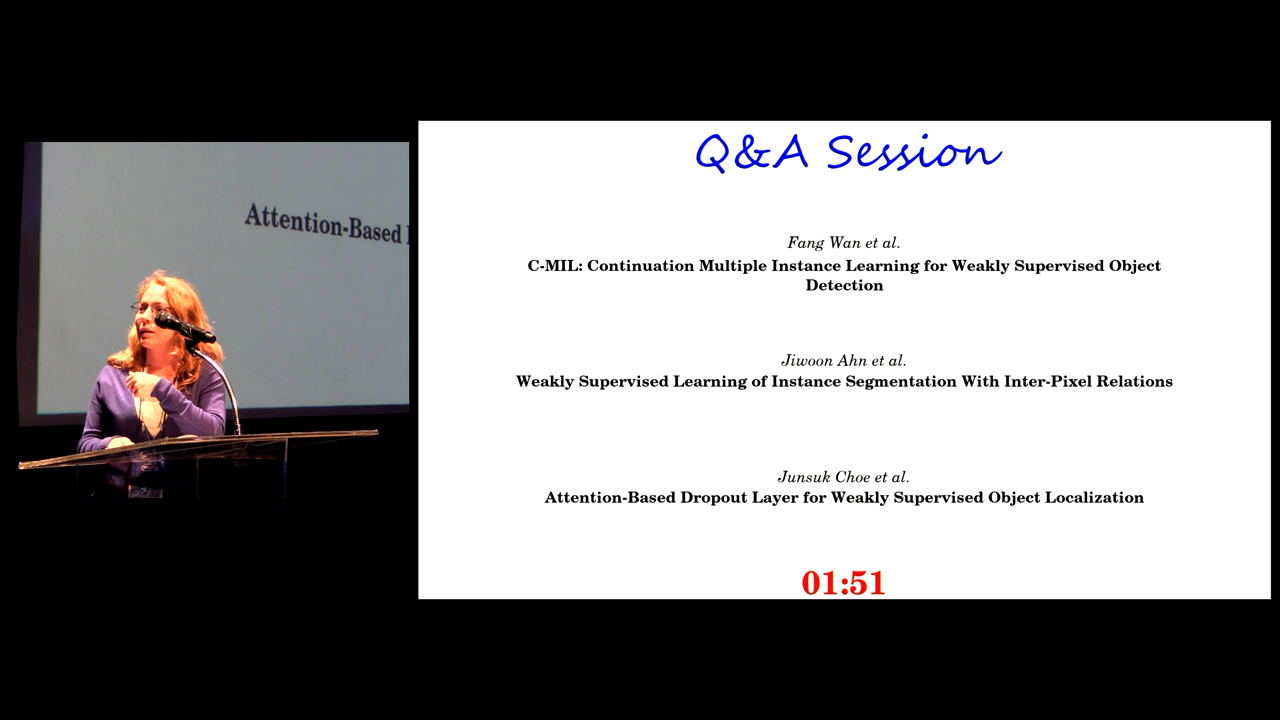 Attention-Based
Q&A Session
Fang Wan et al.
C-MIL: Continuation Multiple Instance Learning for Weakly Supervised Object
Detection
Jiwoon Ahn et al.
Weakly Supervised Learning of Instance Segmentation With Inter-Pixel Relations
Junsuk Choe et al.
Attention-Based Dropout Layer for Weakly Supervised Object Localization
01:51